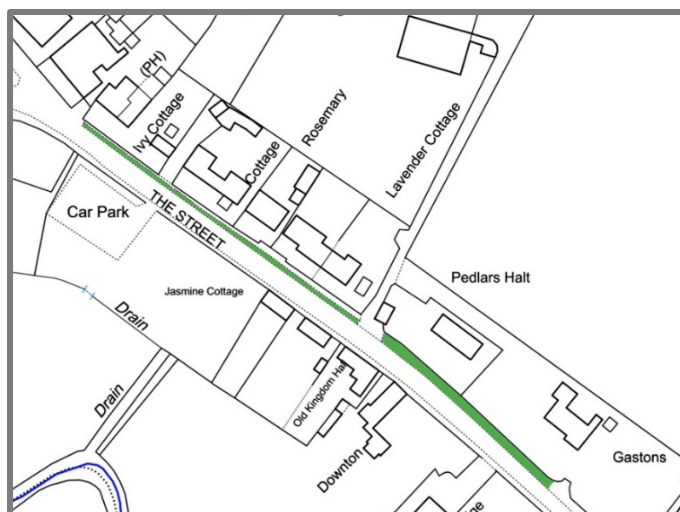 (PH)
Ivy Cottage
Rosemary
Cottage
Lavender Cottage
Car Park
THE STREET
Pedlars Halt
Jasmine Cottage
Drain
Drain
Old Kingdom Hall
Downton
Gastons